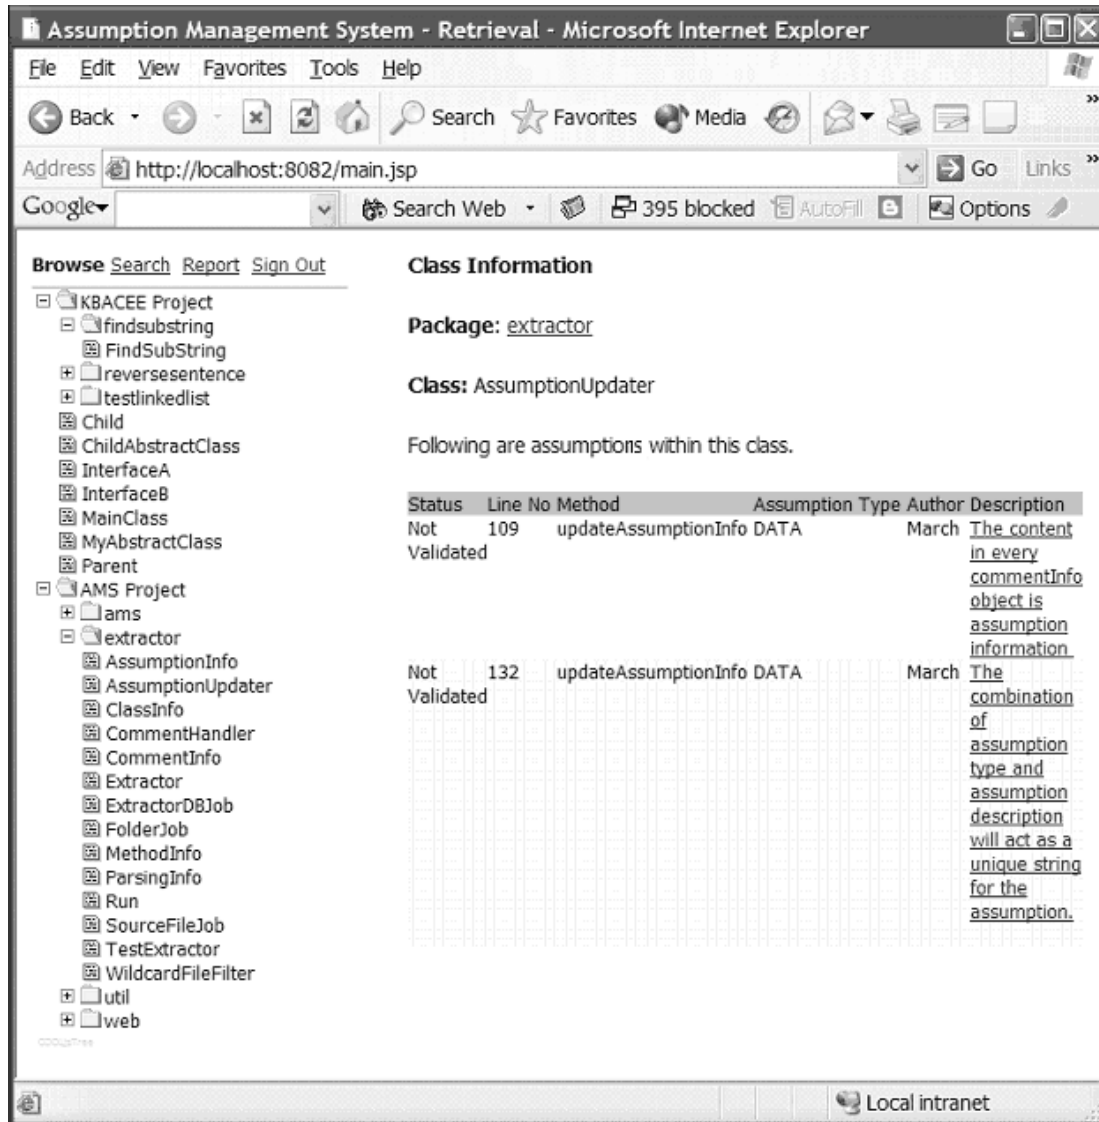 Assumption Management System - Retrieval - Microsoft Internet Explorer
File Edit View Favorites Tools Help
Back Search Favorites Media
Address http://localhost:8082/main.jsp Go Links
Google Search Web 395 blocked AutoFill Options
Browse Search Report Sign Out
KBACEE Project
findsubstring
FindSubString
reversesentence
testlinkedlist
Child
ChildAbstractClass
InterfaceA
InterfaceB
MainClass
MyAbstractClass
Parent
AMS Project
ams
extractor
AssumptionInfo
AssumptionUpdater
ClassInfo
CommentHandler
CommentInfo
Extractor
ExtractorDBJob
FolderJob
MethodInfo
ParsingInfo
Run
SourceFileJob
TestExtractor
WildcardFileFilter
util
web
Class Information
Package: extractor
Class: AssumptionUpdater
Following are assumptions within this class.
Status Line No Method Assumption Type Author Description
Not 109 updateAssumptionInfo DATA March The content
Validated in every
commentInfo
object is
assumption
information
Not 132 updateAssumptionInfo DATA March The
Validated combination
of
assumption
type and
assumption
description
will act as a
unique string
for the
assumption.
Local intranet